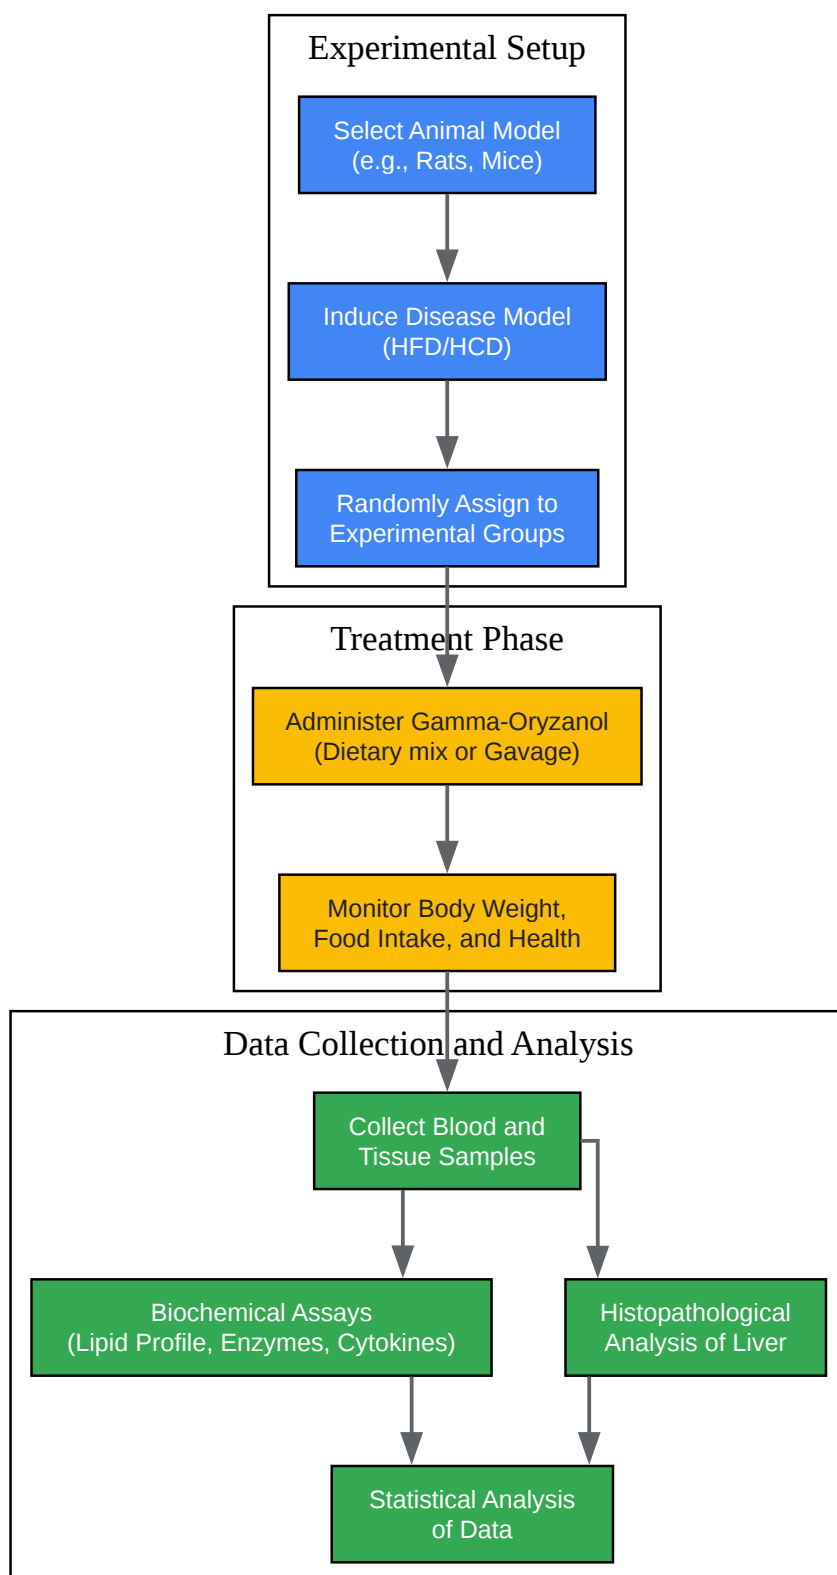 Experimental Setup
Select Animal Model
(e.g., Rats, Mice)
Induce Disease Model
(HFD/HCD)
Randomly Assign to
Experimental Groups
Treatment Phase
Administer Gamma-Oryzanol
(Dietary mix or Gavage)
Monitor Body Weight,
Food Intake, and Health
Data Collection and Analysis
Collect Blood and
Tissue Samples
Biochemical Assays
(Lipid Profile, Enzymes, Cytokines)
Histopathological
Analysis of Liver
Statistical Analysis
of Data